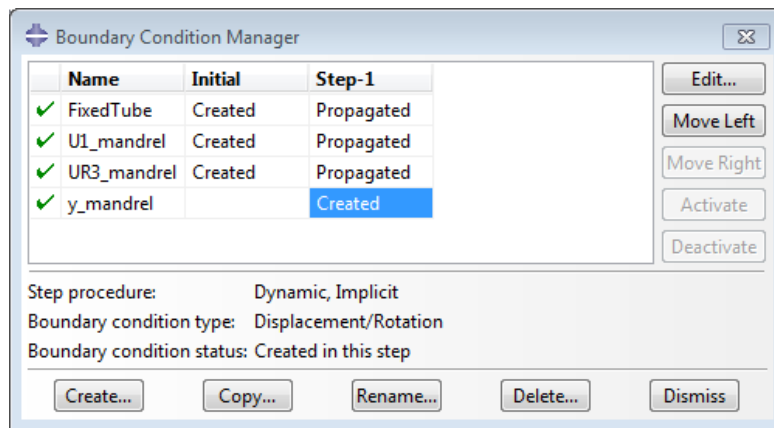 Boundary Condition Manager
Name Initial Step-1
FixedTube Created Propagated
U1_mandrel Created Propagated
UR3_mandrel Created Propagated
y_mandrel Created
Edit...
Move Left
Move Right
Activate
Deactivate
Step procedure: Dynamic, Implicit
Boundary condition type: Displacement/Rotation
Boundary condition status: Created in this step
Create... Copy... Rename... Delete... Dismiss